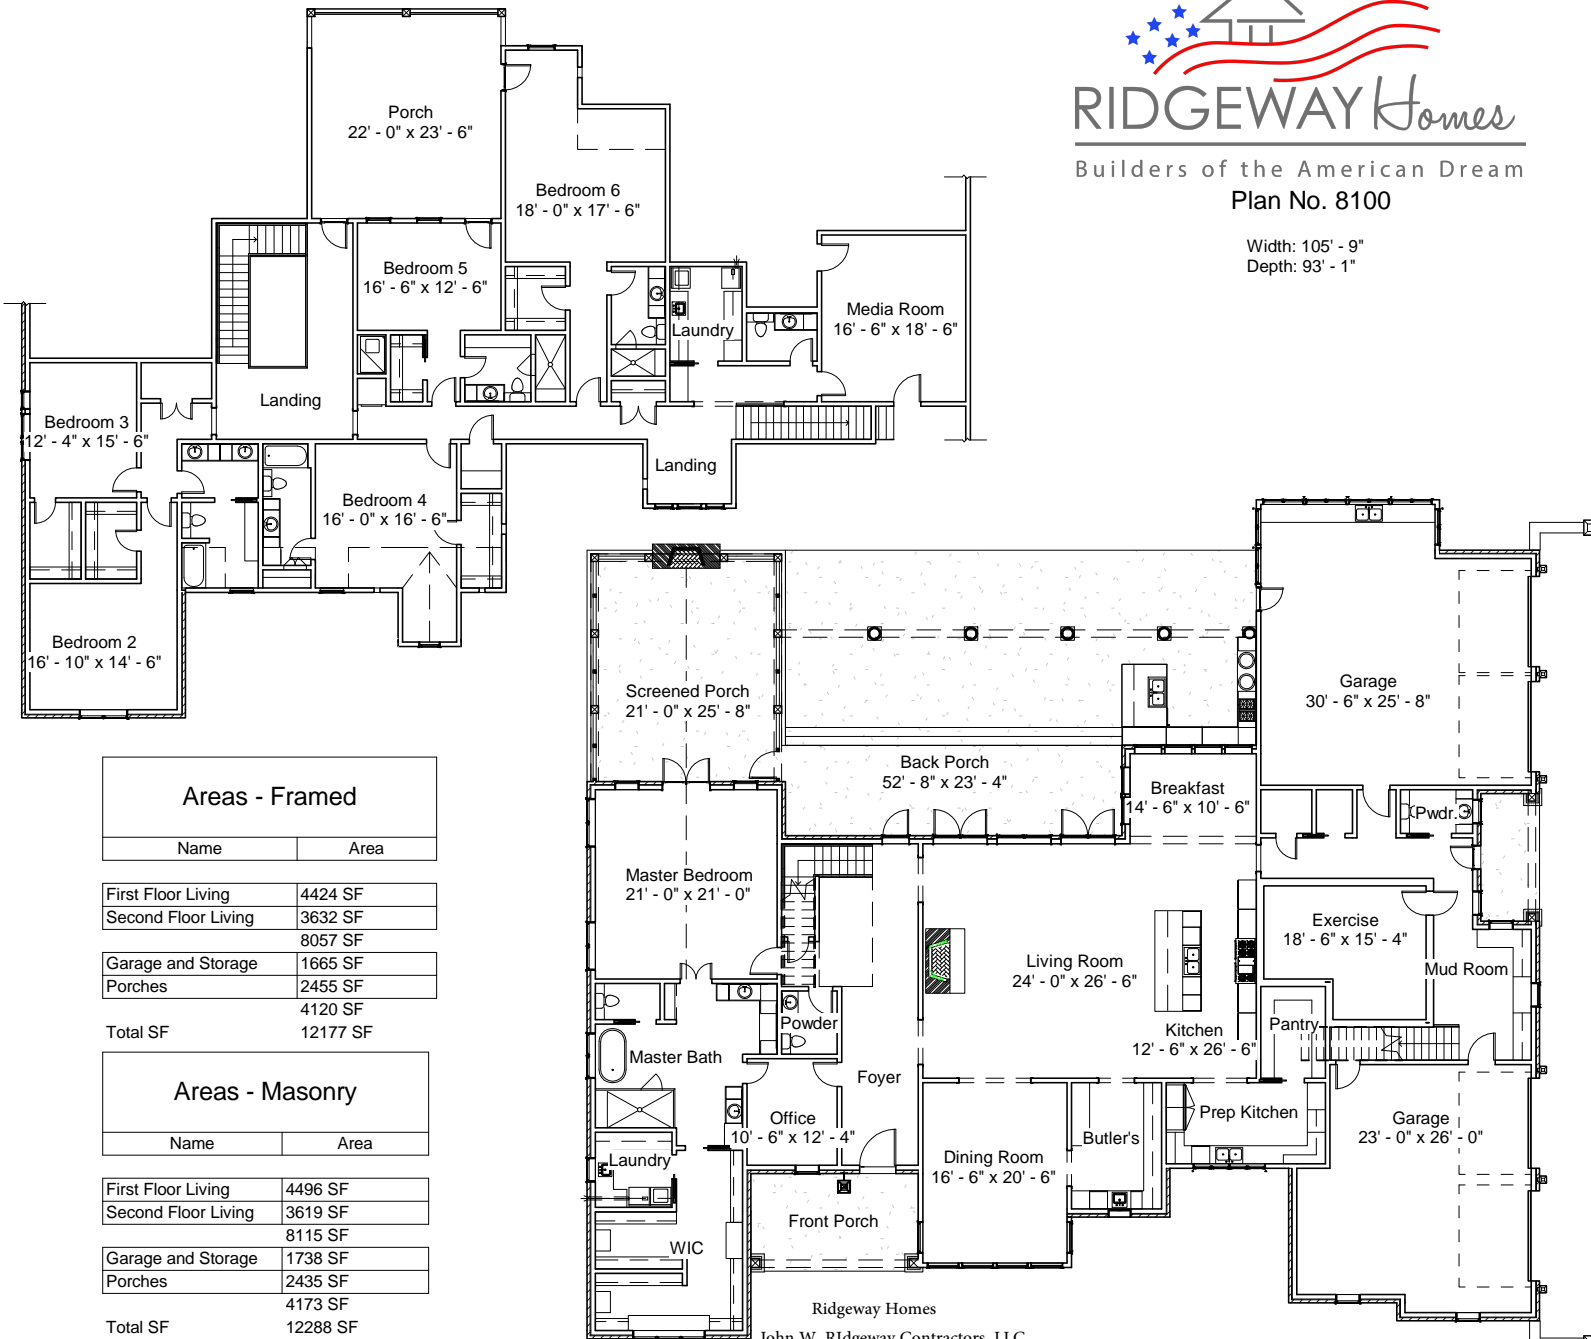 RIDGEWAY Homes
Builders of the American Dream
Plan No. 8100
Width: 105' - 9"
Depth: 93' - 1"
Porch
22' - 0" x 23' - 6"
Bedroom 6
18' - 0" x 17' - 6"
Bedroom 5
16' - 6" x 12' - 6"
Laundry
Media Room
16' - 6" x 18' - 6"
Landing
Bedroom 3
12' - 4" x 15' - 6"
Landing
Bedroom 4
16' - 0" x 16' - 6"
Bedroom 2
16' - 10" x 14' - 6"
Screened Porch
21' - 0" x 25' - 8"
Garage
30' - 6" x 25' - 8"
Back Porch
52' - 8" x 23' - 4"
Breakfast
14' - 6" x 10' - 6"
Pwdr.
Master Bedroom
21' - 0" x 21' - 0"
Exercise
18' - 6" x 15' - 4"
Living Room
24' - 0" x 26' - 6"
Mud Room
Powder
Kitchen
12' - 6" x 26' - 6"
Pantry
Master Bath
Foyer
Office
10' - 6" x 12' - 4"
Prep Kitchen
Garage
23' - 0" x 26' - 0"
Butler's
Laundry
Dining Room
16' - 6" x 20' - 6"
Front Porch
WIC
Areas - Framed
Name Area
First Floor Living 4424 SF
Second Floor Living 3632 SF
8057 SF
Garage and Storage 1665 SF
Porches 2455 SF
4120 SF
Total SF 12177 SF
Areas - Masonry
Name Area
First Floor Living 4496 SF
Second Floor Living 3619 SF
8115 SF
Garage and Storage 1738 SF
Porches 2435 SF
4173 SF
Total SF 12288 SF
Ridgeway Homes
John W. RIdgeway Contractors, LLC